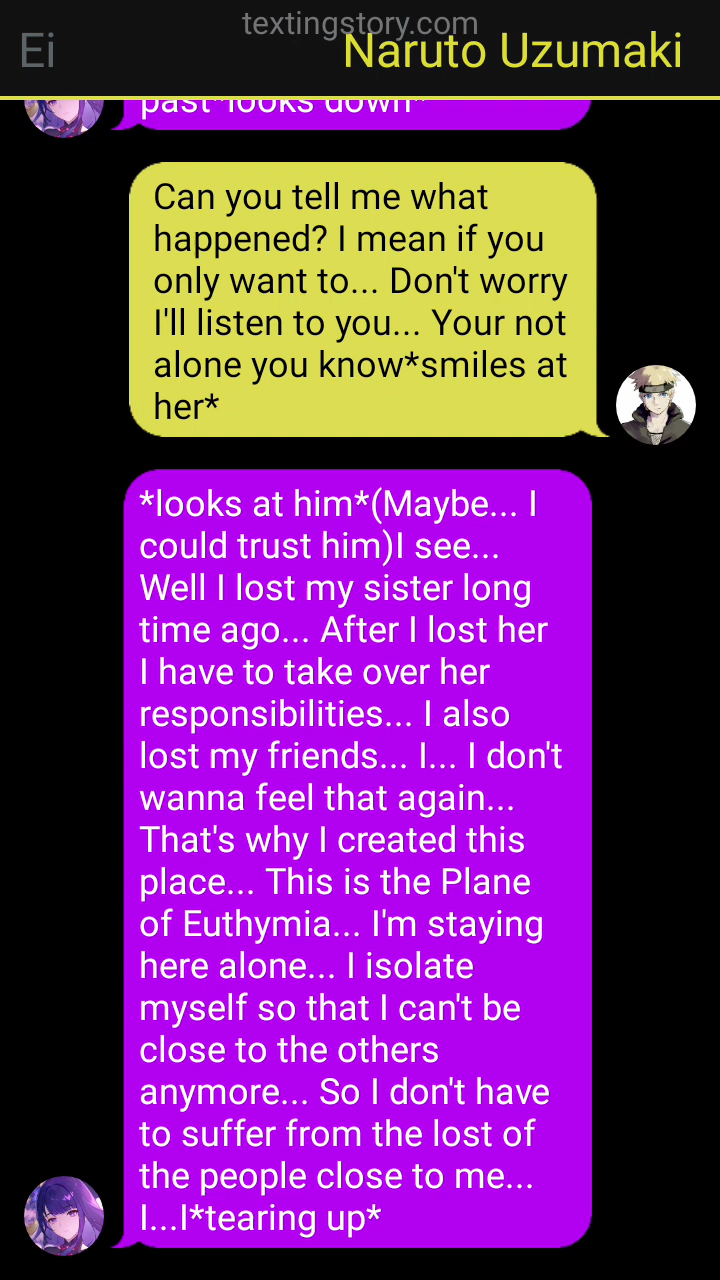 textingstory.com
Ei
Naruto Uzumaki
past*looks down*
Can you tell me what
happened? I mean if you
only want to... Don't worry
I'll listen to you... Your not
alone you know*smiles at
her*
*looks at him*(Maybe... I
could trust him)I see...
Well I lost my sister long
time ago... After I lost her
I have to take over her
responsibilities... I also
lost my friends... I... I don't
wanna feel that again...
That's why I created this
place... This is the Plane
of Euthymia... I'm staying
here alone... I isolate
myself so that I can't be
close to the others
anymore... So I don't have
to suffer from the lost of
the people close to me...
I...I*tearing up*